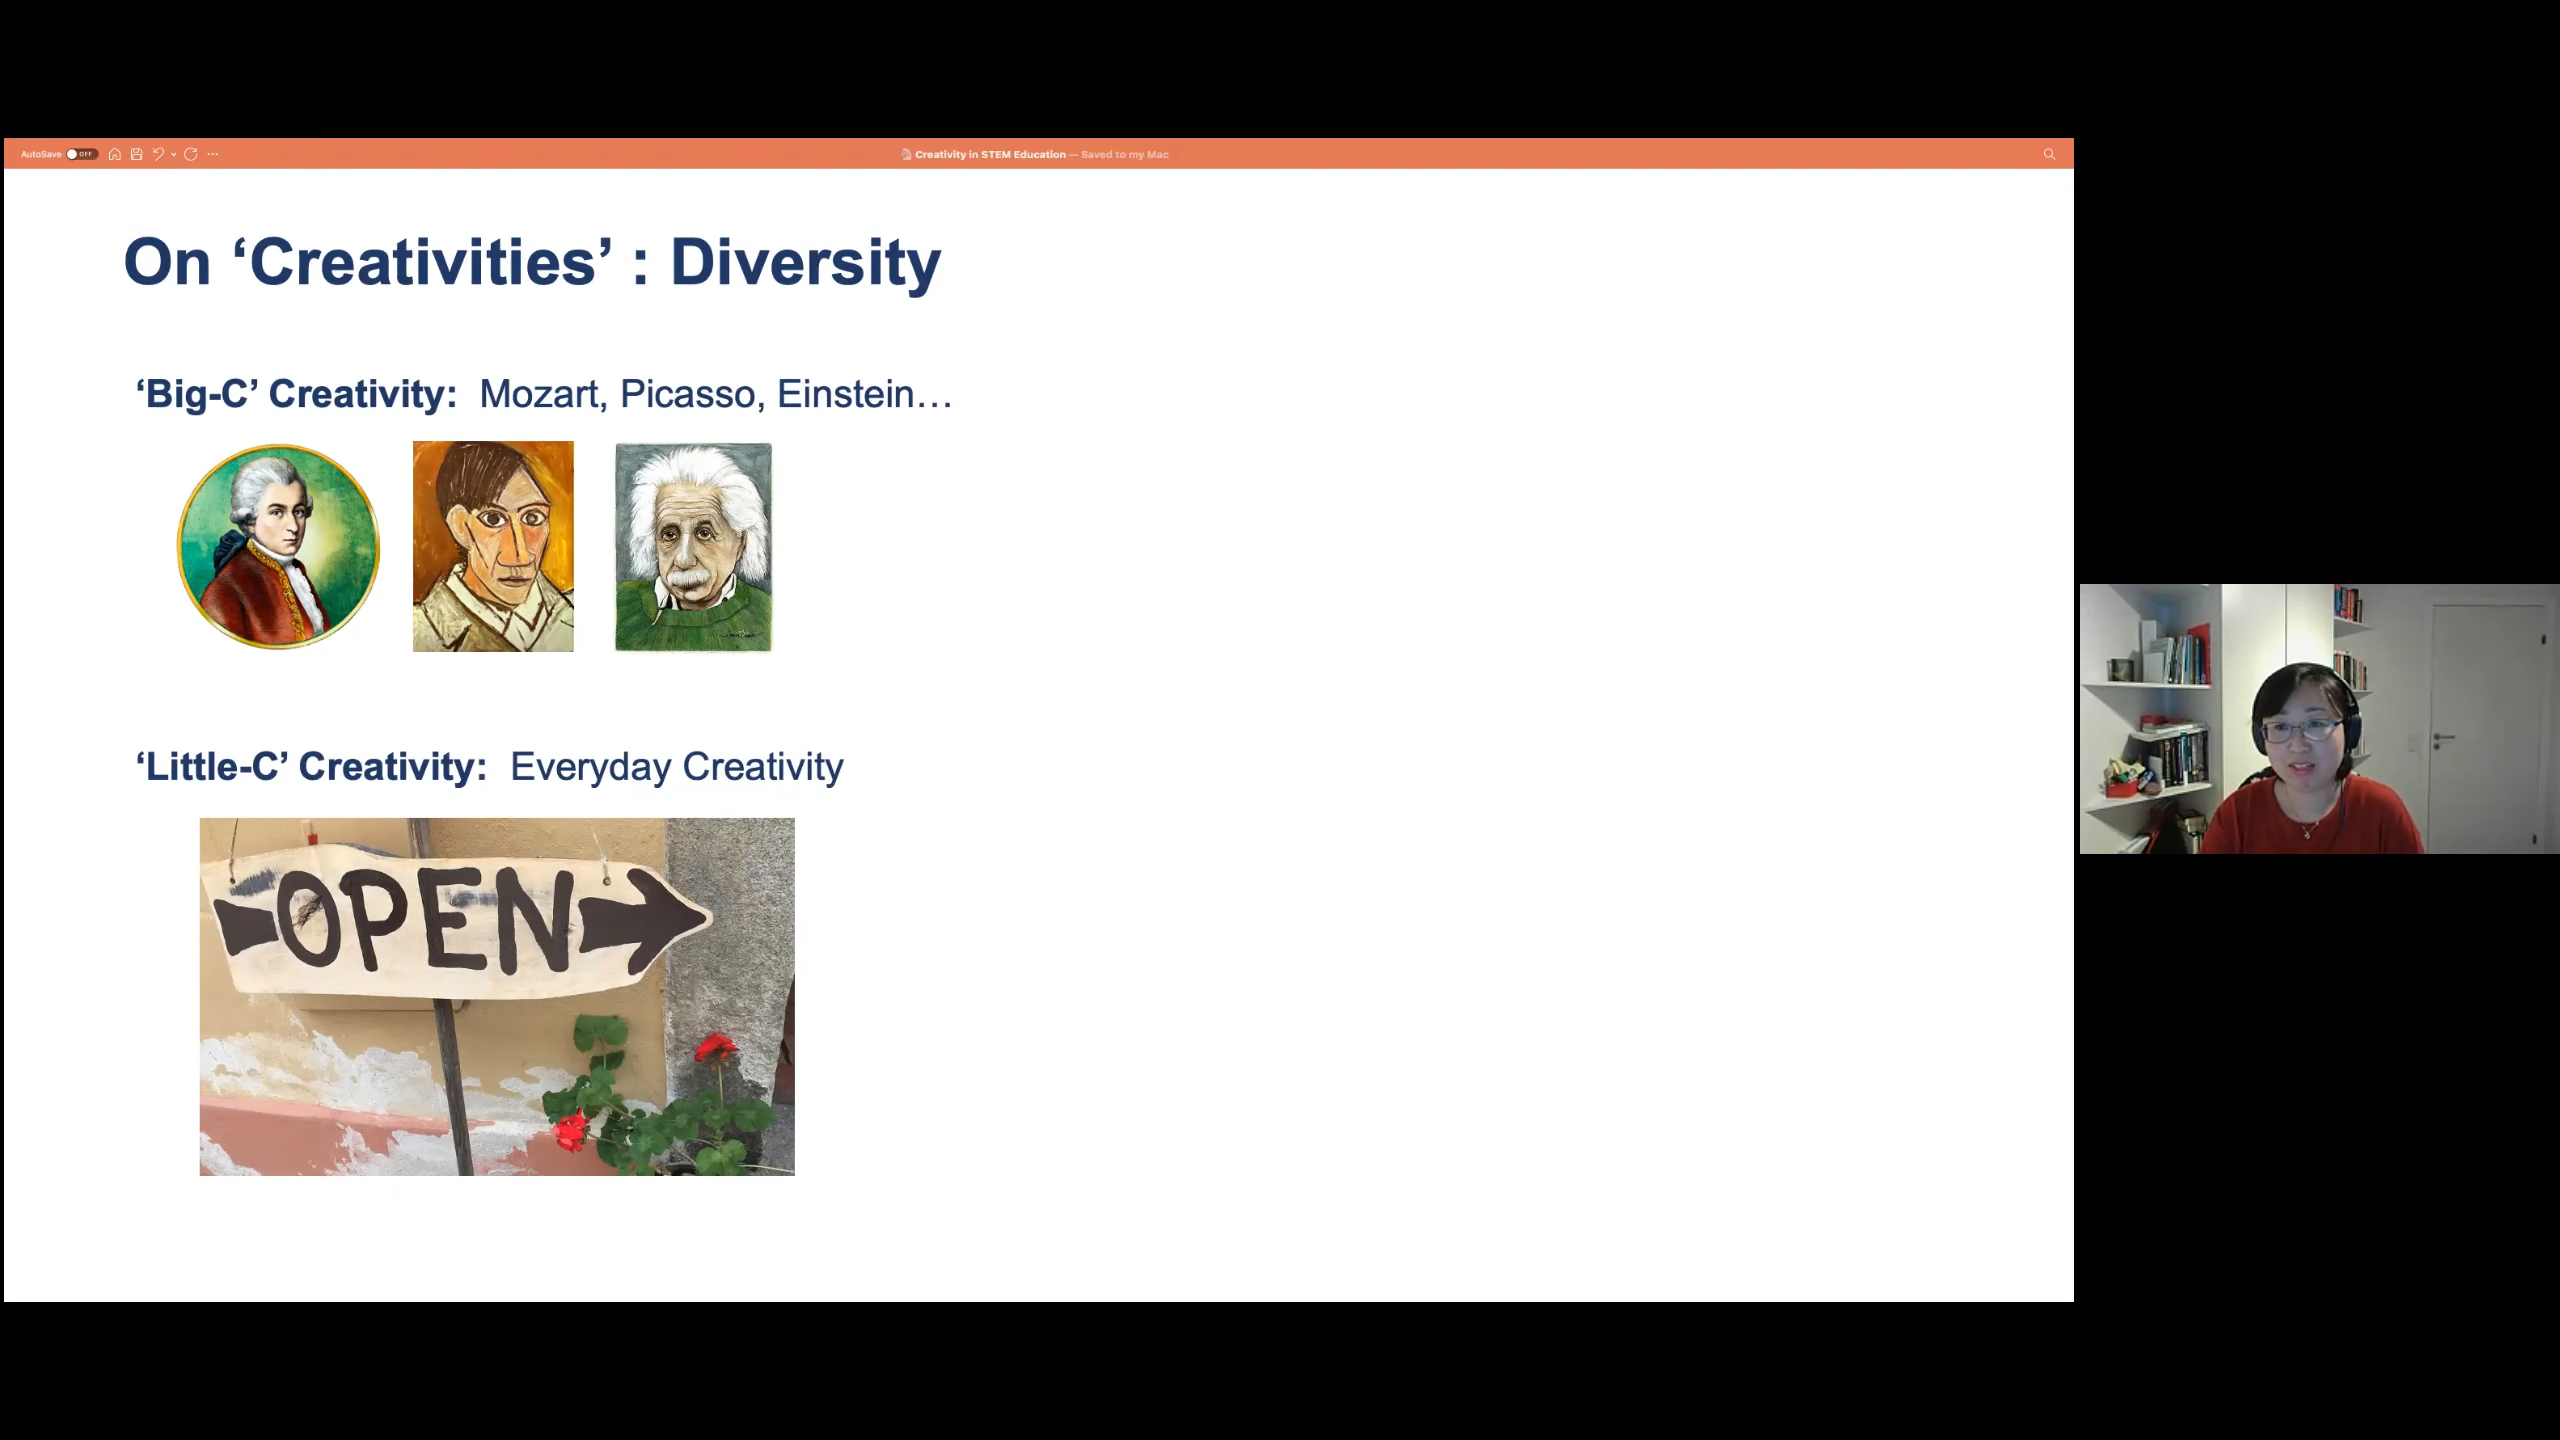 AutoSave OFF
Creativity in STEM Education — Saved to my Mac
On ‘Creativities’ : Diversity
‘Big-C’ Creativity: Mozart, Picasso, Einstein…
‘Little-C’ Creativity: Everyday Creativity
OPEN